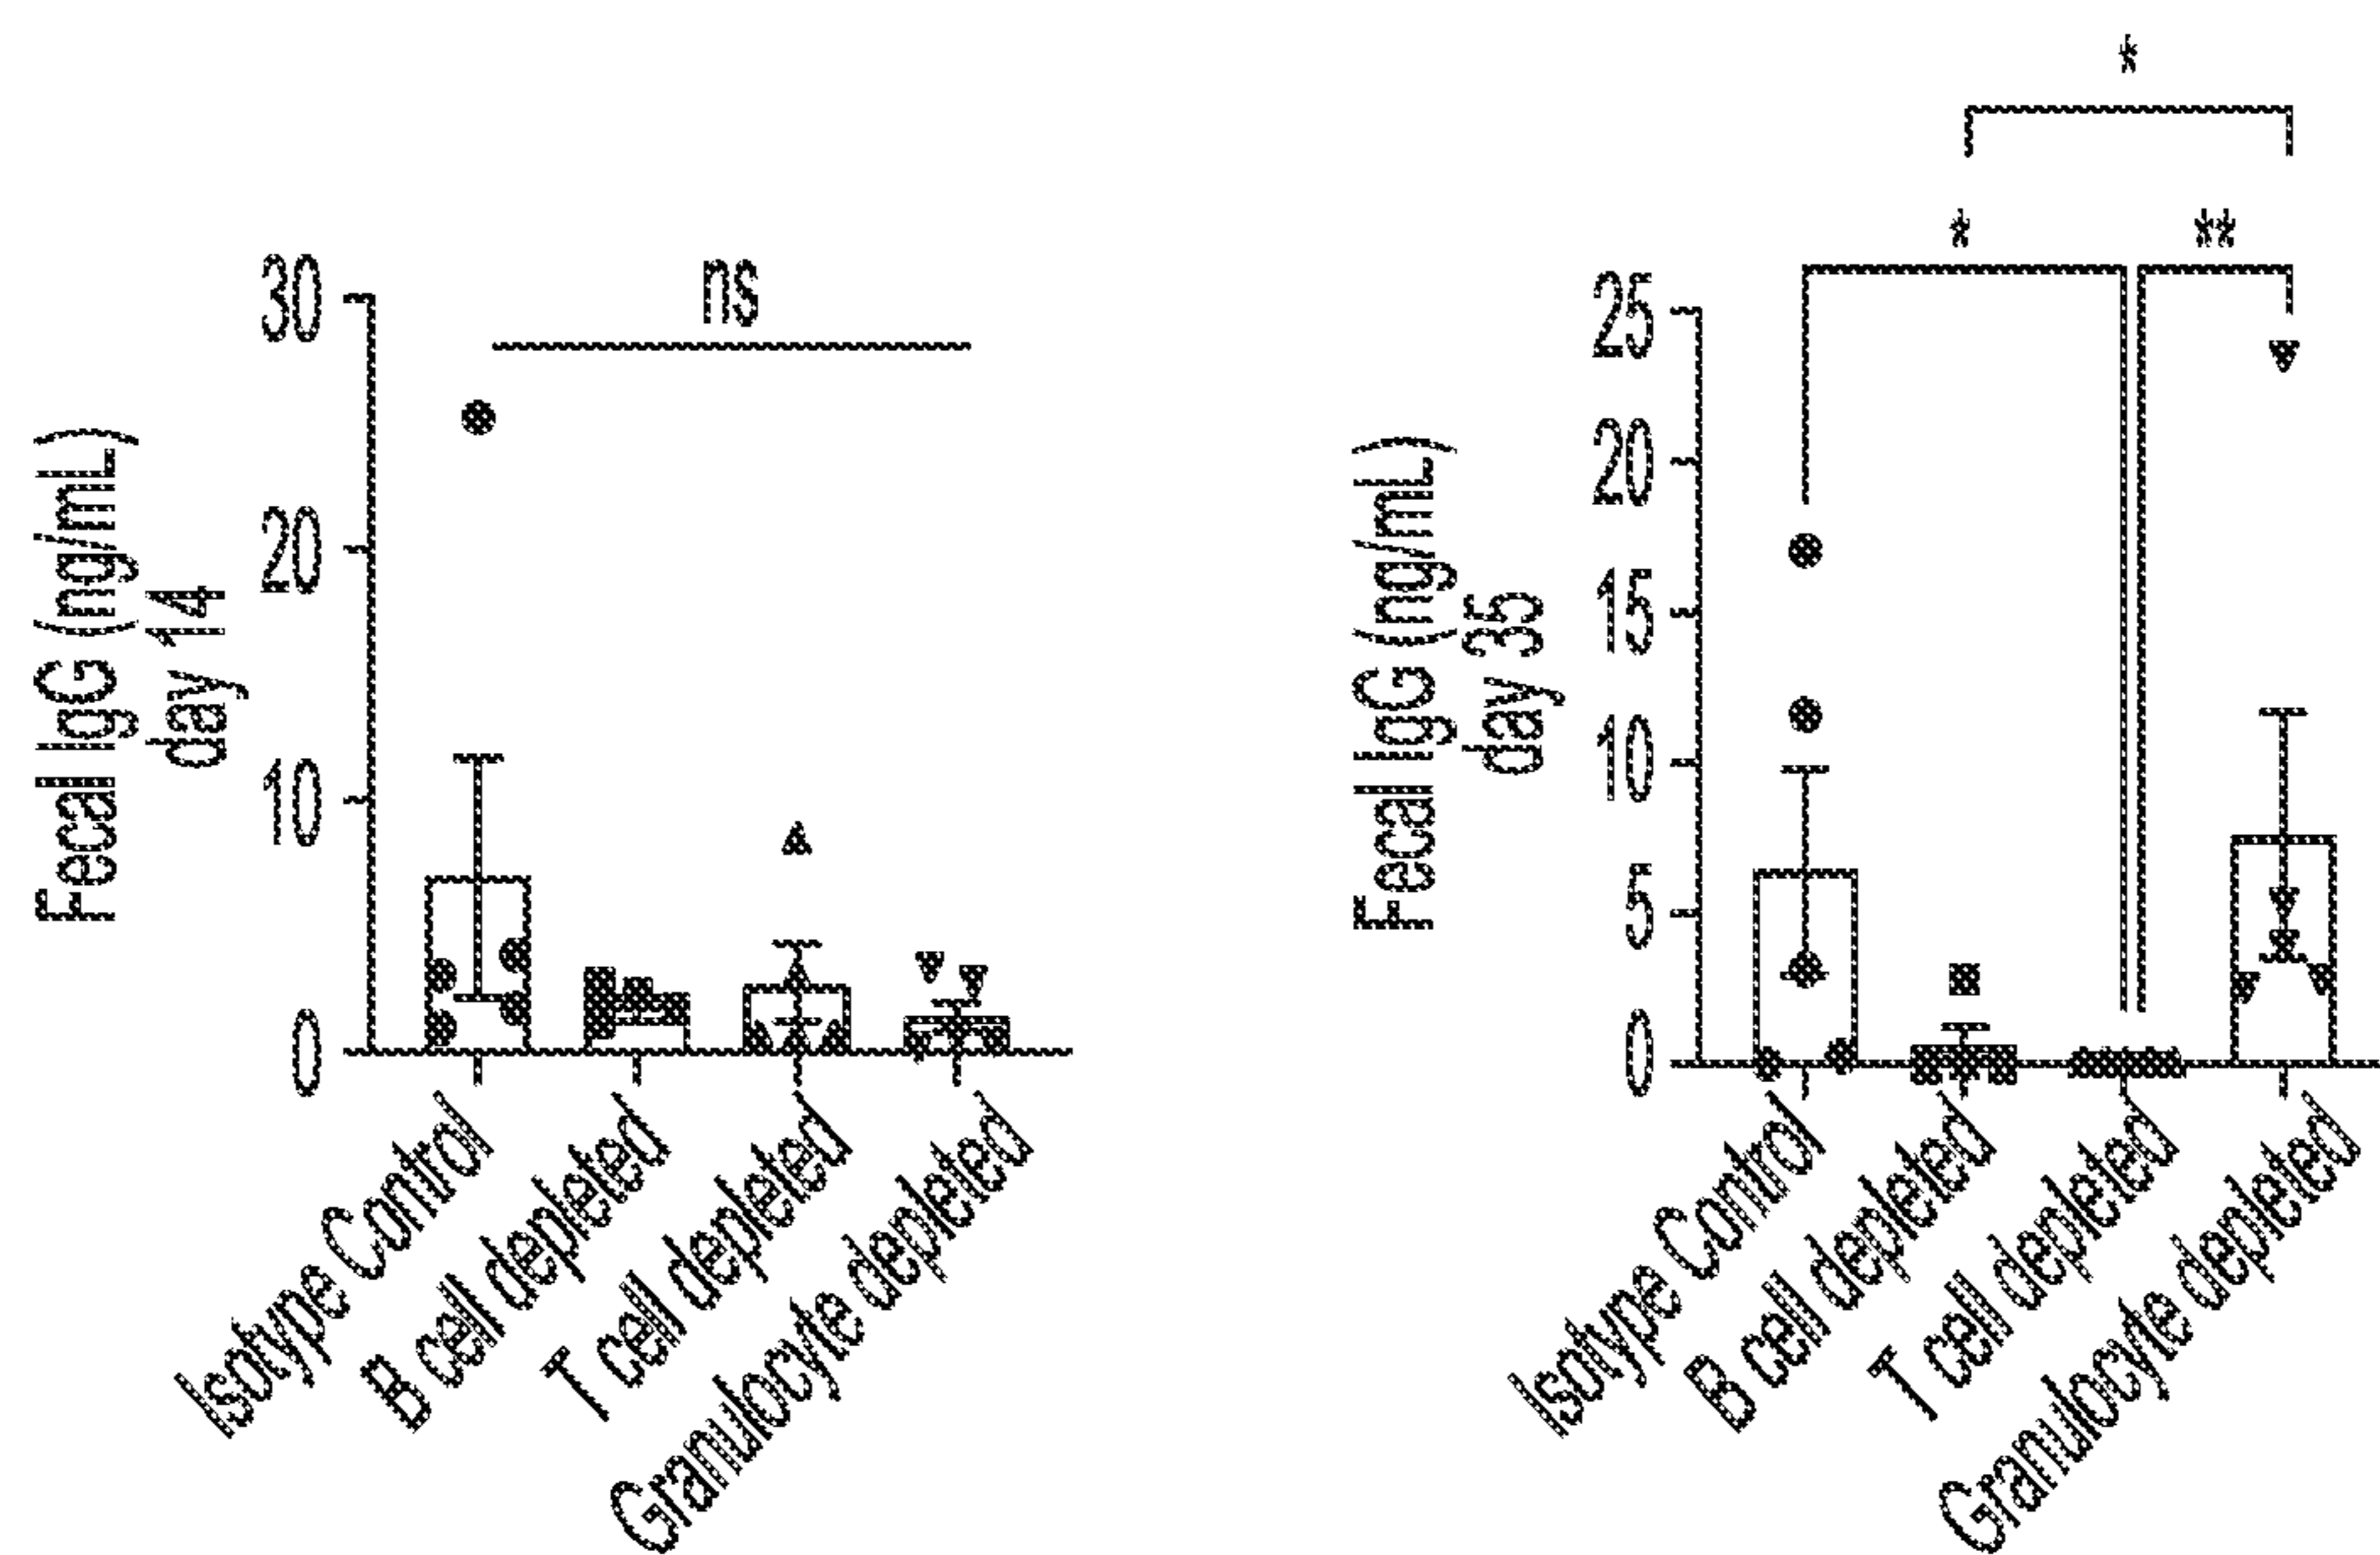 Fecal IgG (ng/mL)
day 14
30
20
10
0
ns
Isotype Control
B cell depleted
T cell depleted
Granulocyte depleted
Fecal IgG (ng/mL)
day 35
25
20
15
10
5
0
*
*
**
Isotype Control
B cell depleted
T cell depleted
Granulocyte depleted